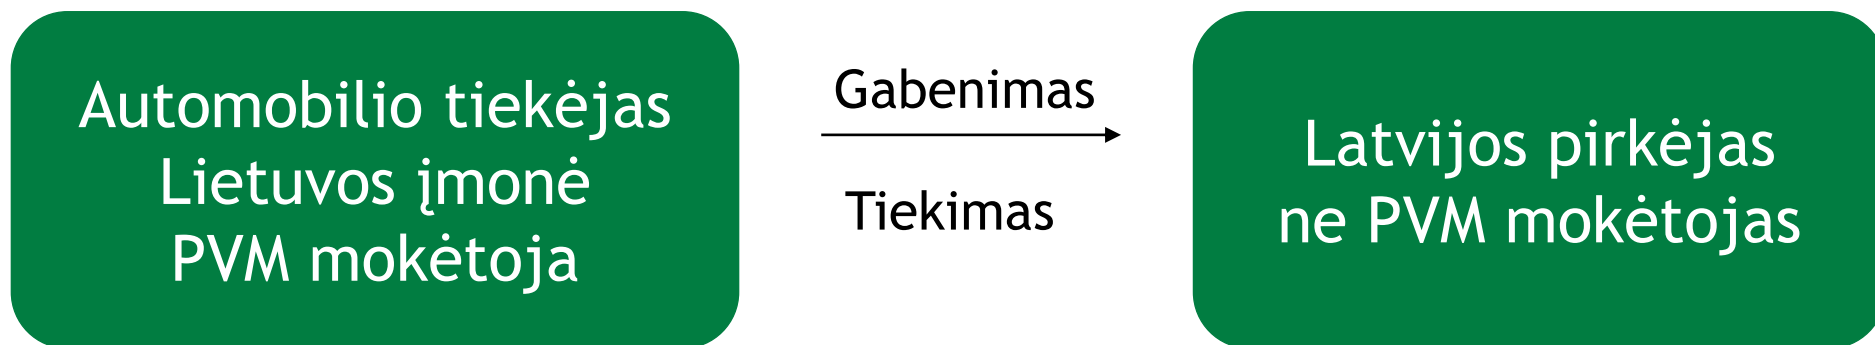 Automobilio tiekėjas
Lietuvos įmonė
PVM mokėtoja
Gabenimas
Tiekimas
Latvijos pirkėjas
ne PVM mokėtojas